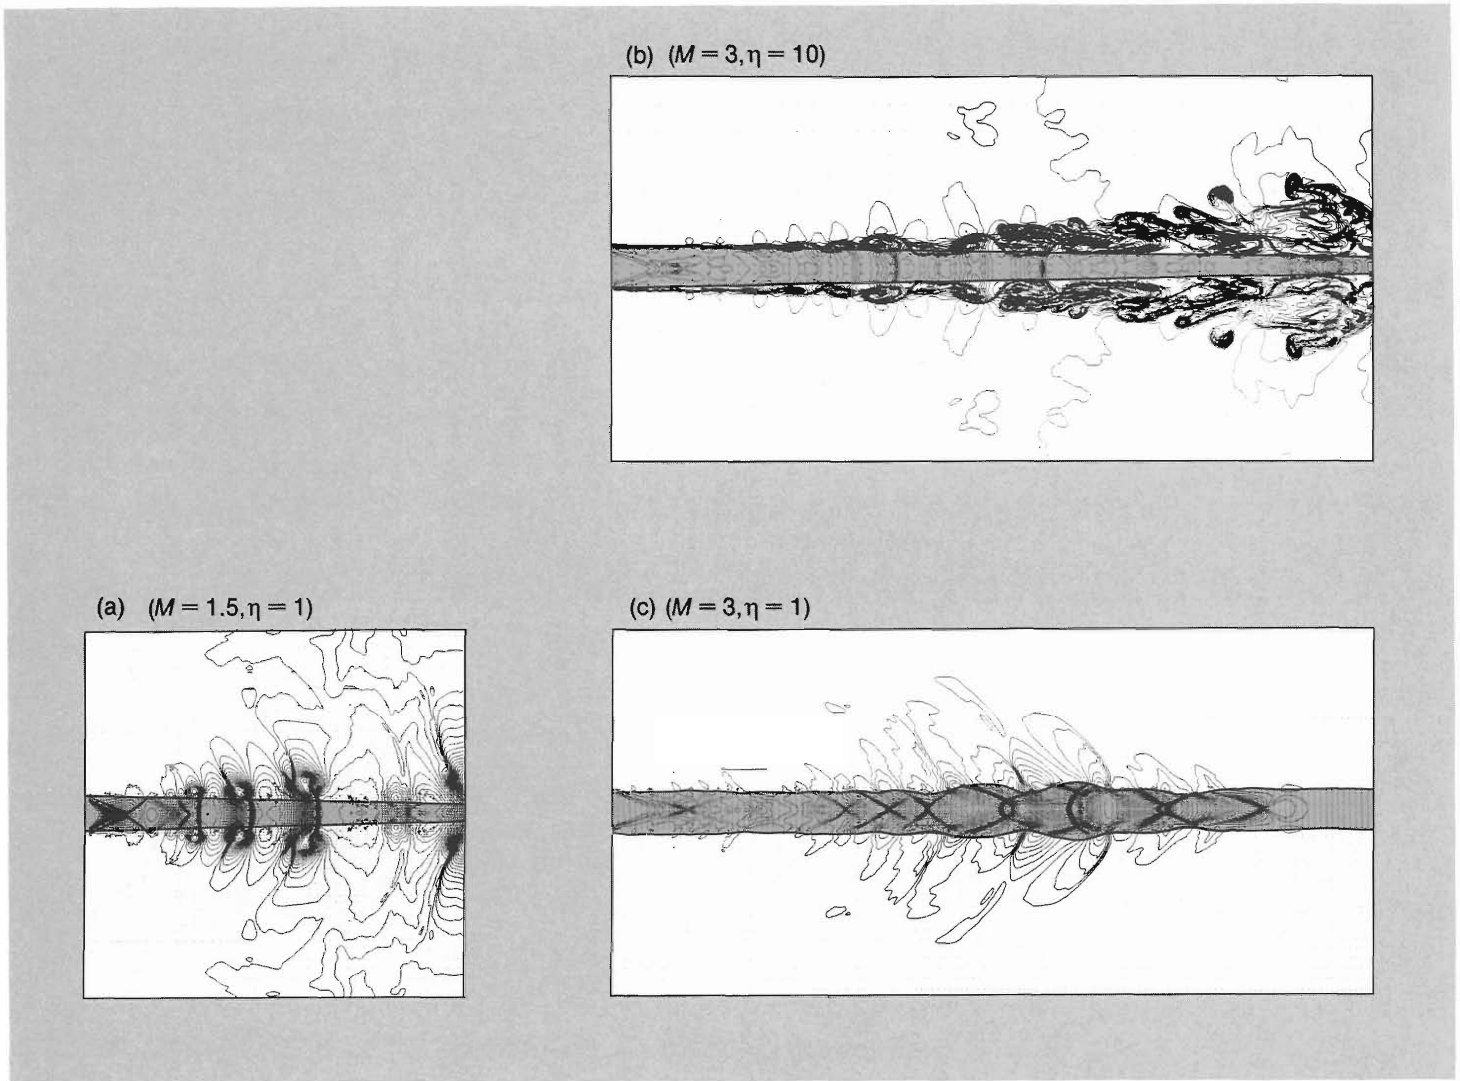 (b) (M = 3, η = 10)
(a) (M = 1.5, η = 1)
(c) (M = 3, η = 1)